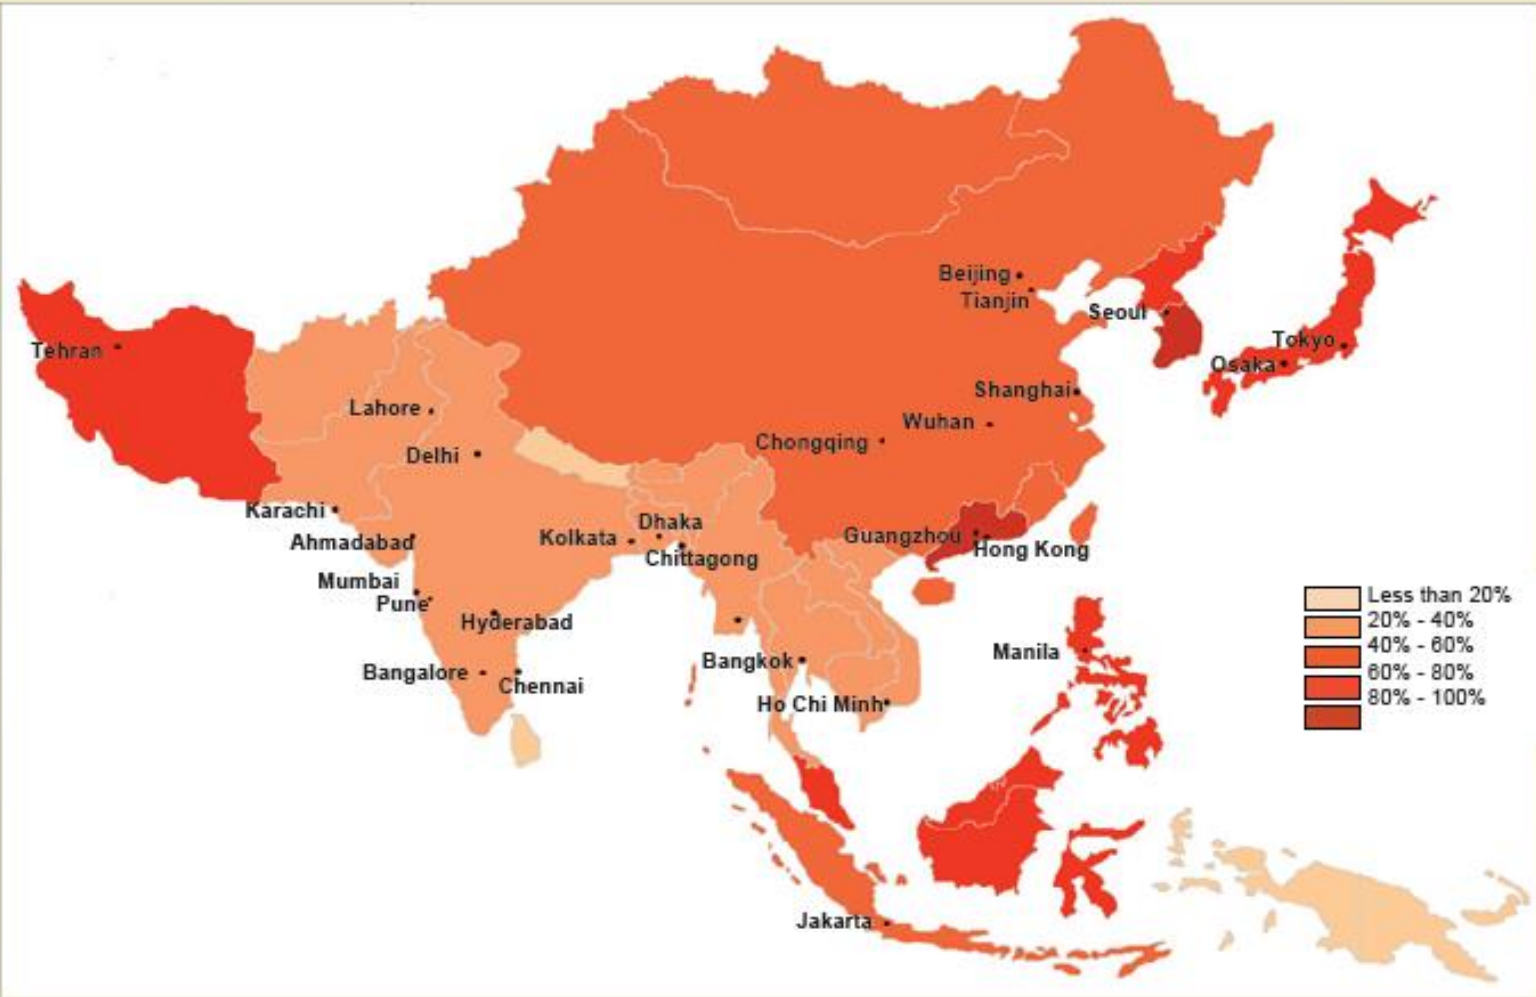 Beijing
Tianjin
Seoul
Tehran
Tokyo
Osaka
Shanghai
Lahore
Wuhan
Chongqing
Delhi
Karachi
Dhaka
Guangzhou
Kolkata
Ahmadabad
Hong Kong
Chittagong
Mumbai
Pune
Less than 20%
20% - 40%
40% - 60%
60% - 80%
80% - 100%
Hyderabad
Manila
Bangkok
Bangalore
Chennai
Ho Chi Minh
Jakarta